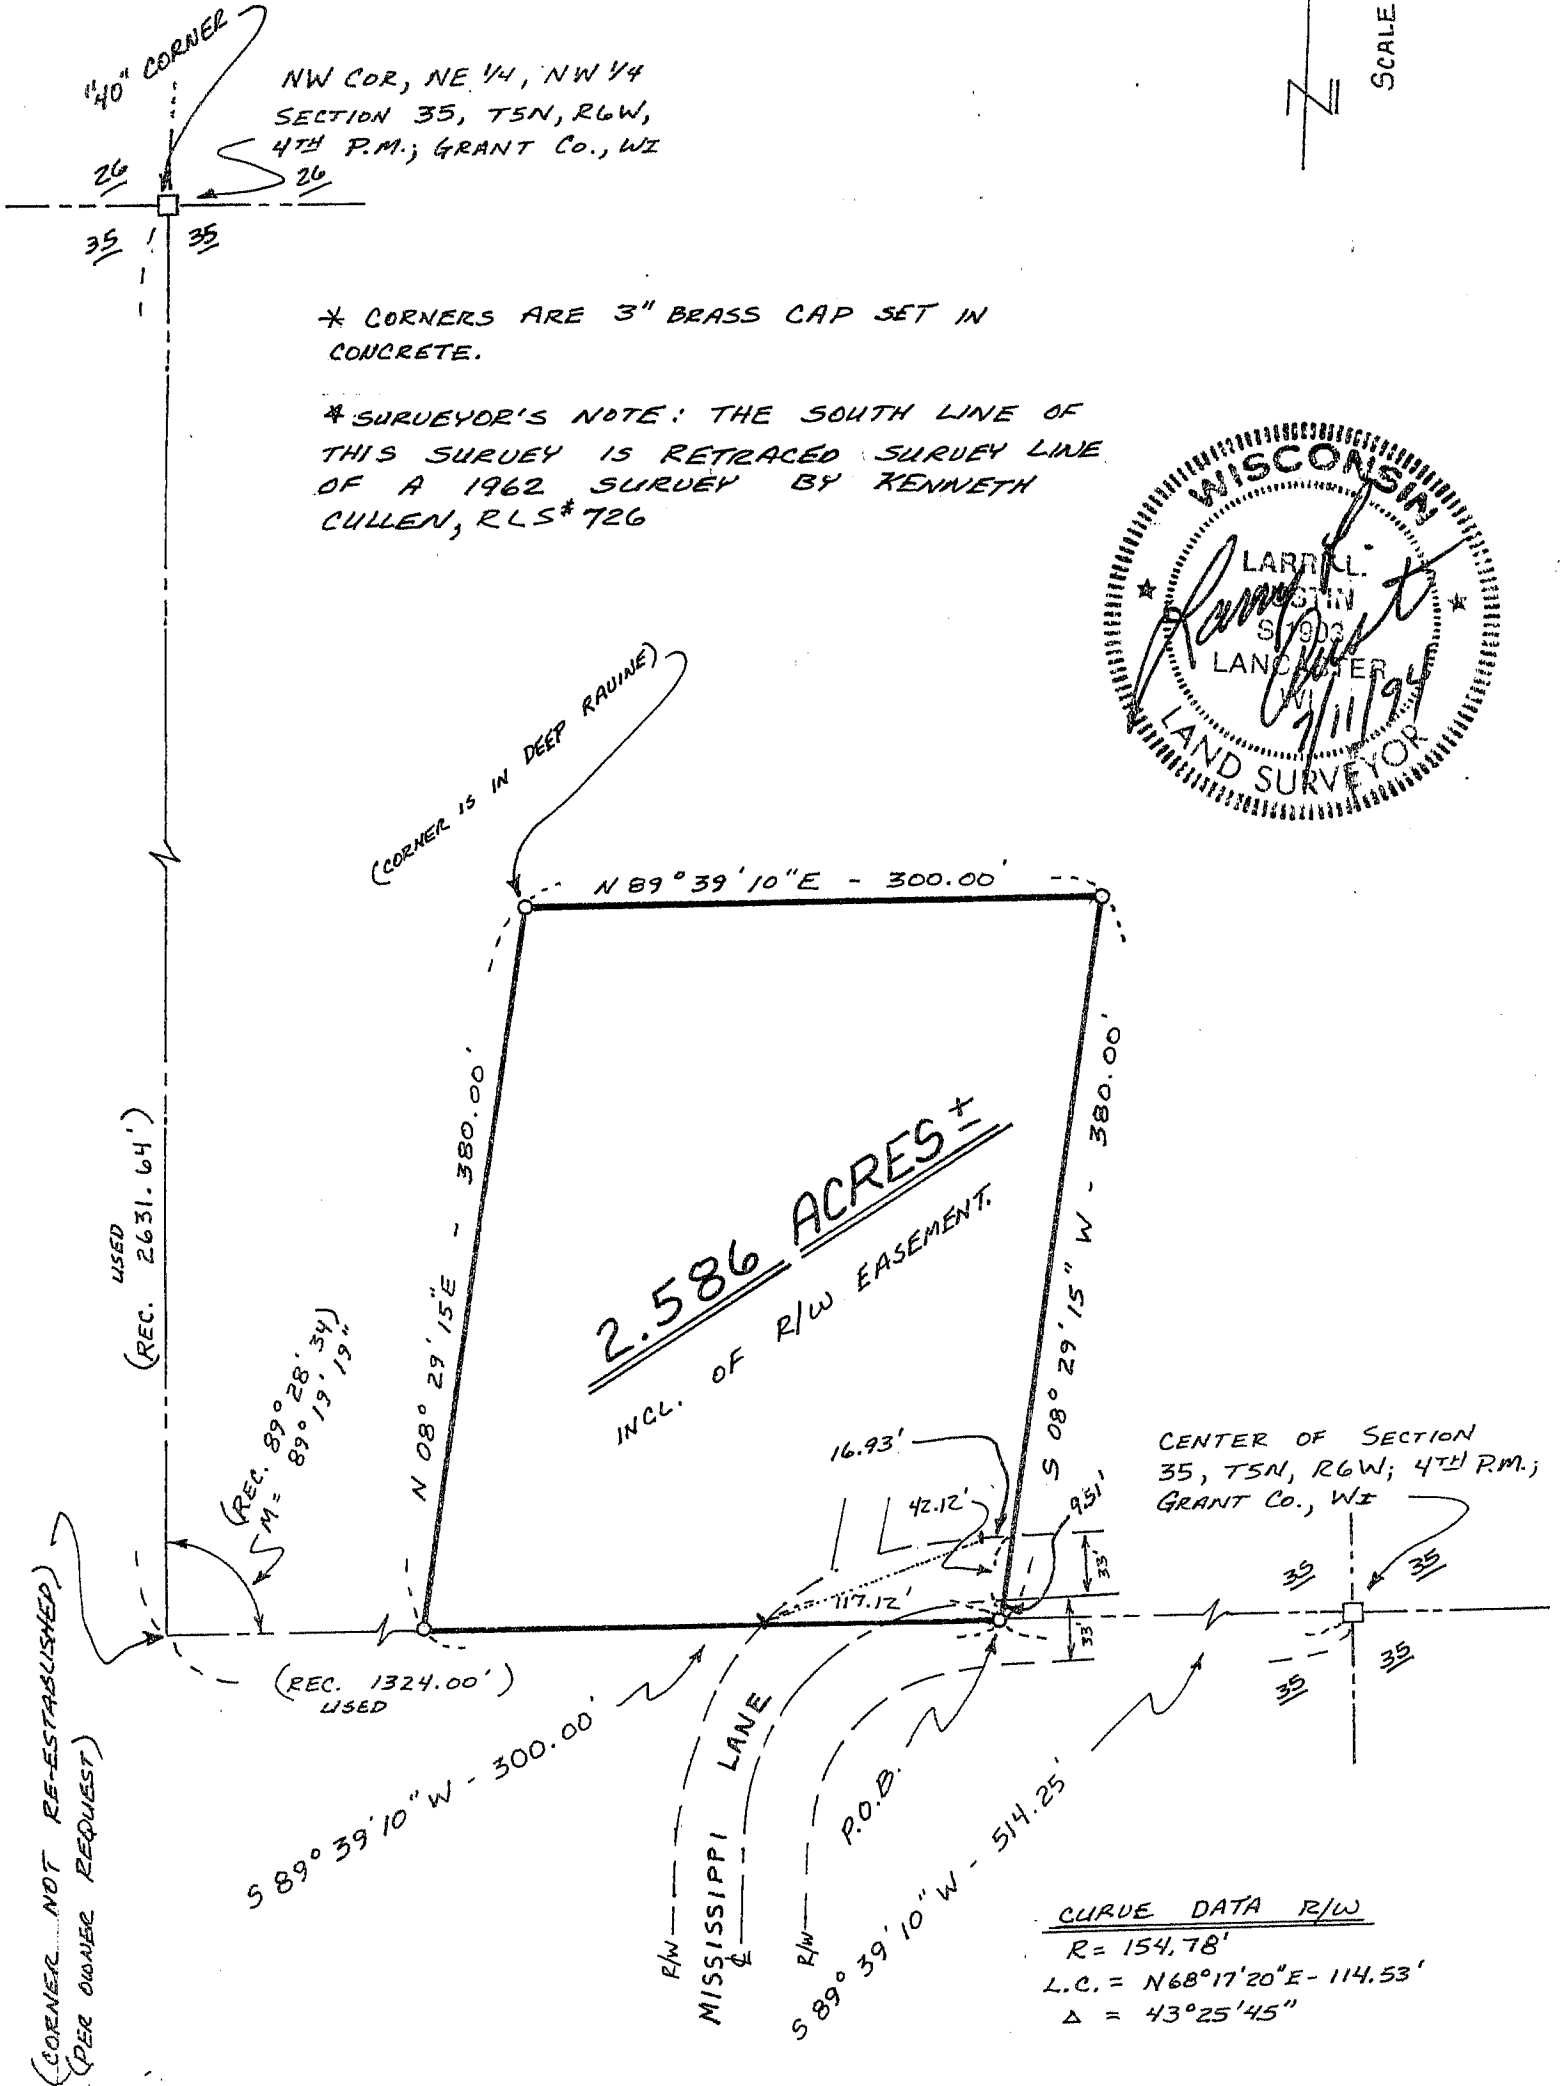 "40" CORNER
NW COR, NE 1/4, NW 1/4
SECTION 35, T5N, R6W,
4TH P.M.; GRANT CO., WI
SCALE
N
26
26
35
35
* CORNERS ARE 3" BRASS CAP SET IN
CONCRETE.
* SURVEYOR'S NOTE: THE SOUTH LINE OF
THIS SURVEY IS RETRACED SURVEY LINE
OF A 1962 SURVEY BY KENNETH
CULLEN, RLS# 726
WISCONSIN
LARRY L.
AUSTIN
S-1903
LANCASTER
WI
7/11/94
LAND SURVEYOR
(CORNER IS IN DEEP RAVINE)
N 89° 39' 10" E - 300.00'
N 08° 29' 15" E - 380.00'
S 08° 29' 15" W - 380.00'
2.586 ACRES ±
INCL. OF R/W EASEMENT.
USED
(REC. 2631.64')
(REC. 89° 28' 34")
M = 89° 19' 19"
16.93'
42.12'
9.51'
117.12'
33'
33'
CENTER OF SECTION
35, T5N, R6W; 4TH P.M.;
GRANT CO., WI
35
35
35
35
(REC. 1324.00')
USED
S 89° 39' 10" W - 300.00'
(CORNER NOT RE-ESTABLISHED)
(PER OWNER REQUEST)
R/W
MISSISSIPPI LANE
℄
R/W
P.O.B.
S 89° 39' 10" W - 514.25'
CURVE DATA R/W
R = 154.78'
L.C. = N68°17'20"E - 114.53'
Δ = 43°25'45"